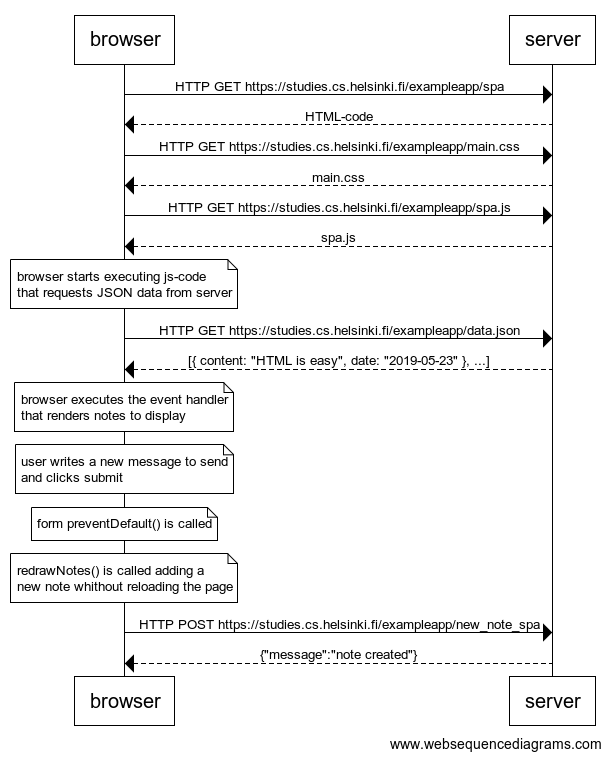 browser
server
HTTP GET https://studies.cs.helsinki.fi/exampleapp/spa
HTML-code
HTTP GET https://studies.cs.helsinki.fi/exampleapp/main.css
main.css
HTTP GET https://studies.cs.helsinki.fi/exampleapp/spa.js
spa.js
browser starts executing js-code
that requests JSON data from server
HTTP GET https://studies.cs.helsinki.fi/exampleapp/data.json
[{ content: "HTML is easy", date: "2019-05-23" }, ...]
browser executes the event handler
that renders notes to display
user writes a new message to send
and clicks submit
form preventDefault() is called
redrawNotes() is called adding a
new note whithout reloading the page
HTTP POST https://studies.cs.helsinki.fi/exampleapp/new_note_spa
{"message":"note created"}
browser
server
www.websequencediagrams.com